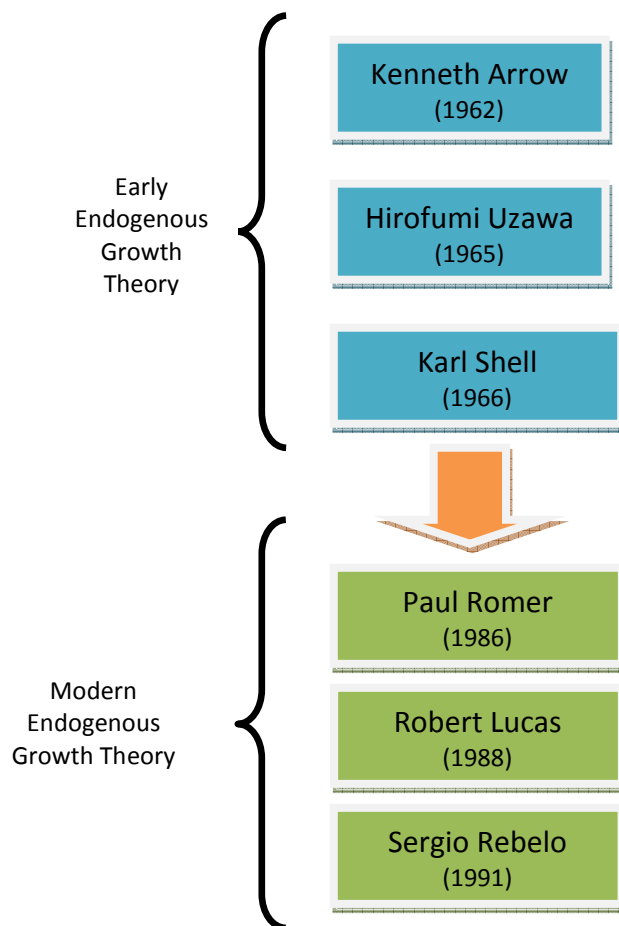 Early
Endogenous
Growth
Theory
Kenneth Arrow
(1962)
Hirofumi Uzawa
(1965)
Karl Shell
(1966)
Modern
Endogenous
Growth Theory
Paul Romer
(1986)
Robert Lucas
(1988)
Sergio Rebelo
(1991)